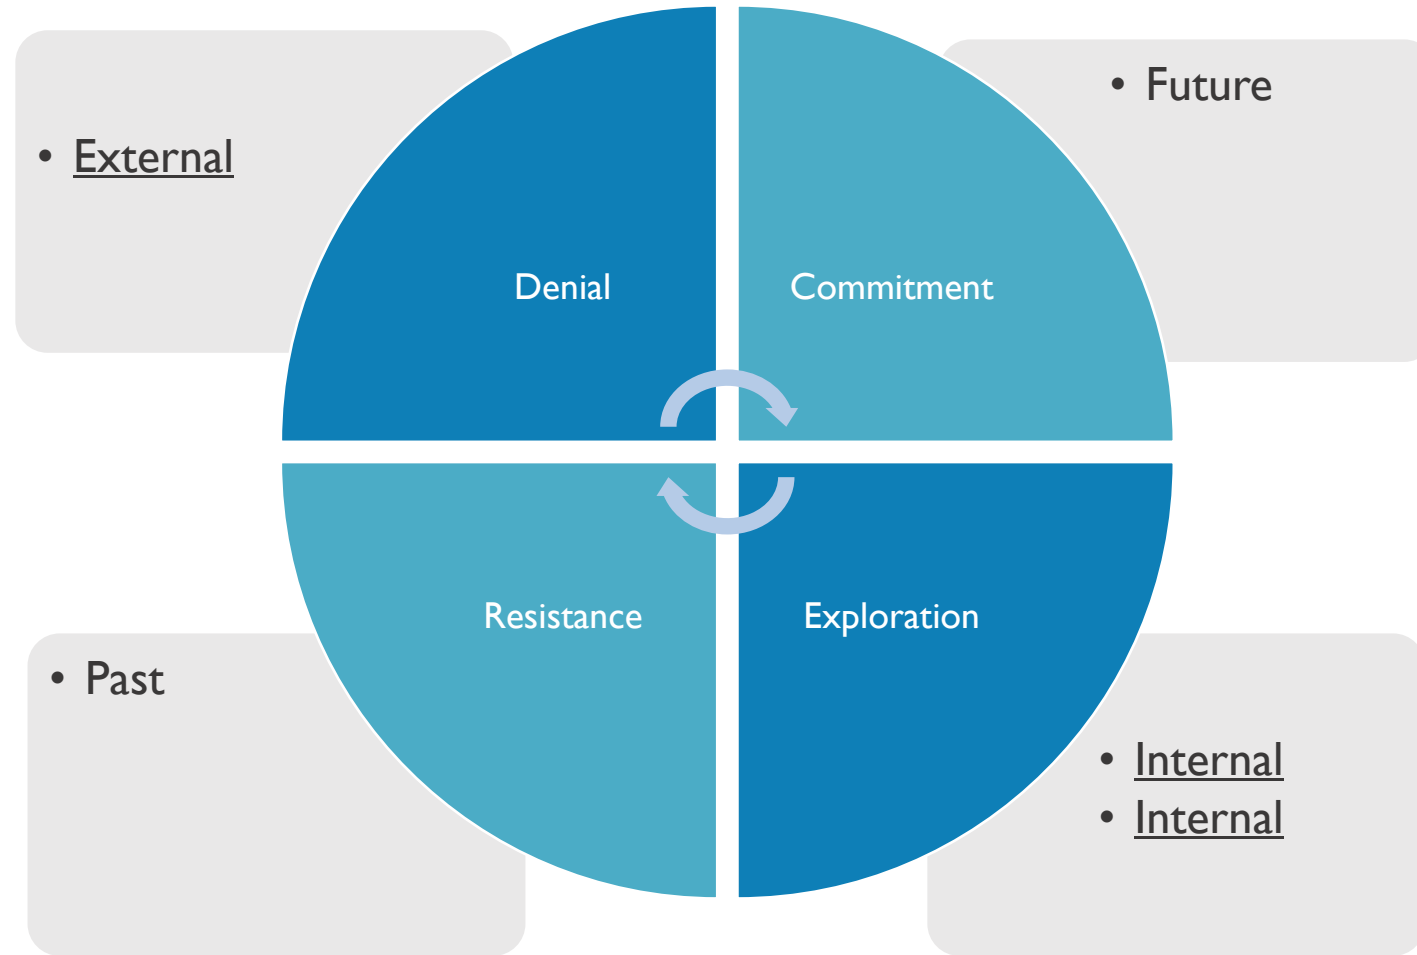 • External
• Future
Denial
Commitment
Resistance
Exploration
• Past
• Internal
• Internal